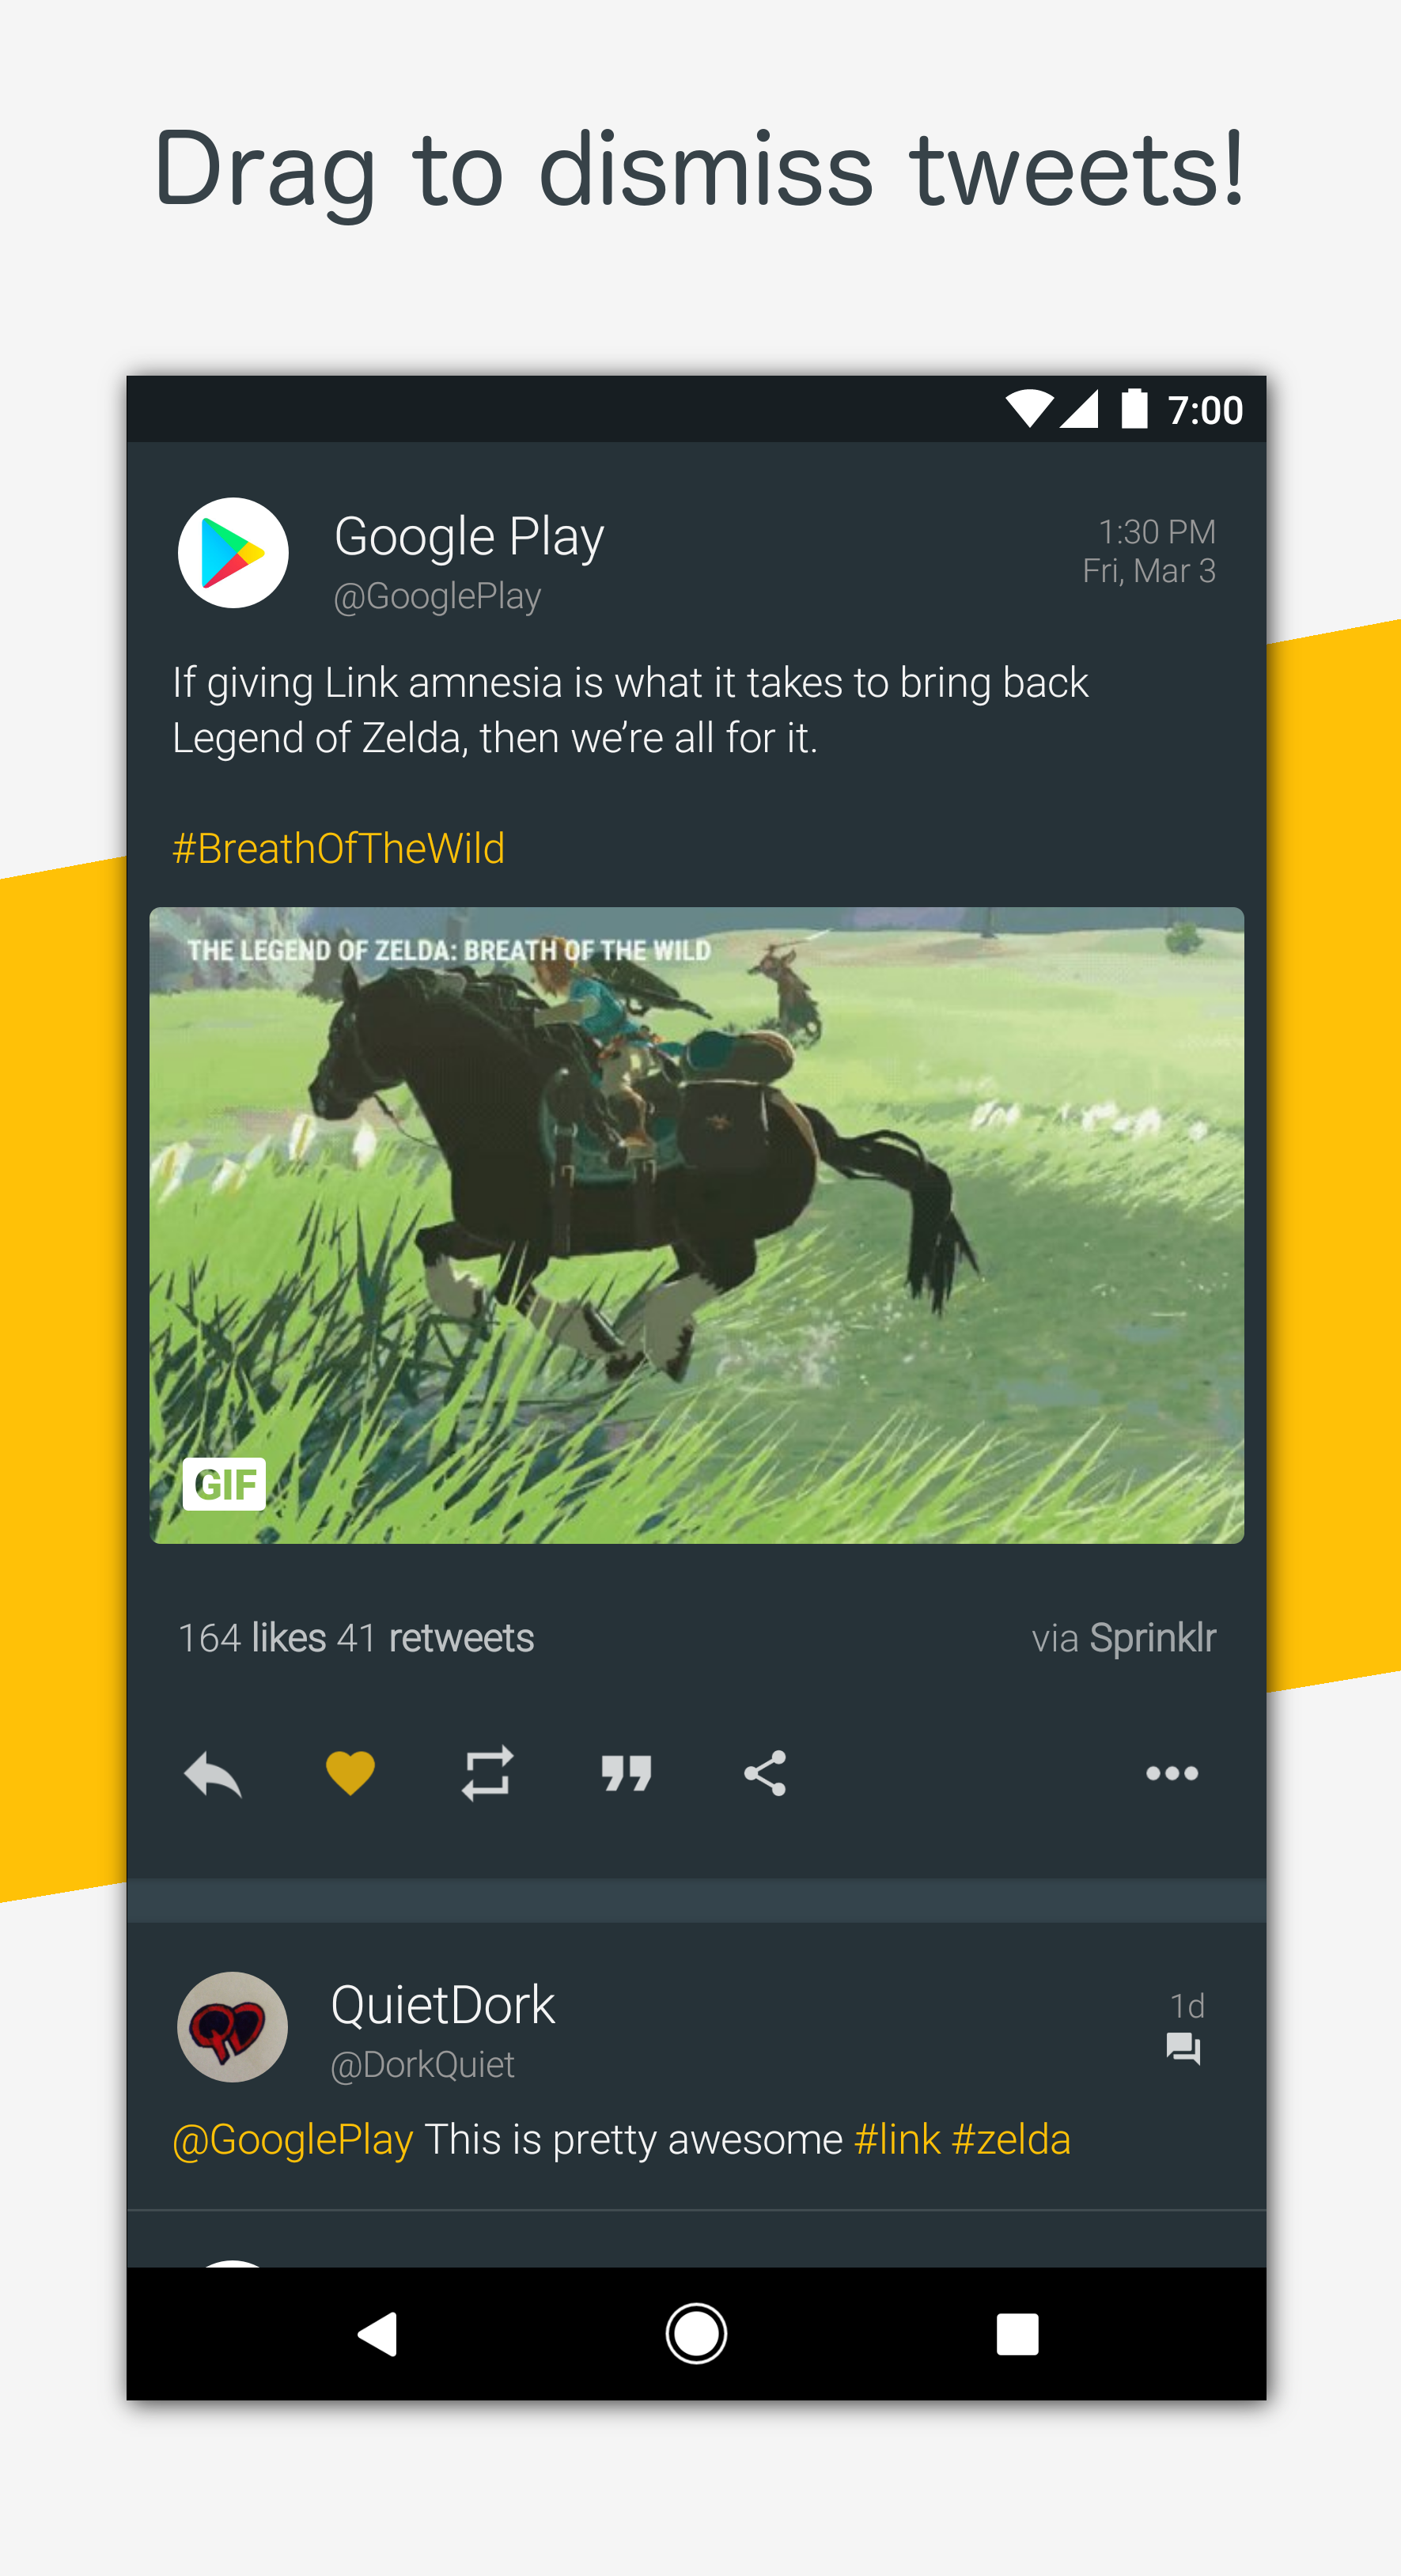 Drag to dismiss tweets!
7:00
Google Play
1:30 PM
@GooglePlay
Fri, Mar 3
If giving Link amnesia is what it takes to bring back
Legend of Zelda, then we’re all for it.
#BreathOfTheWild
THE LEGEND OF ZELDA: BREATH OF THE WILD
GIF
164 likes 41 retweets
via Sprinklr
QuietDork
1d
@DorkQuiet
@GooglePlay This is pretty awesome #link #zelda
QD